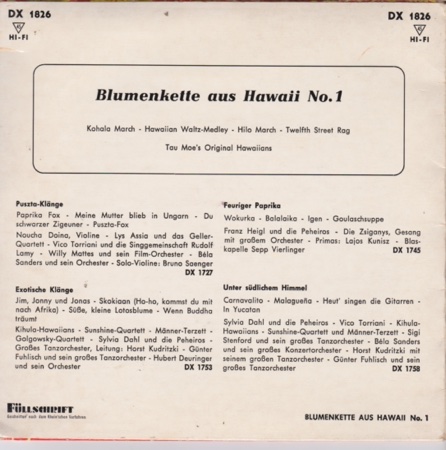 DX 1826
HI-FI
DX 1826
HI-FI
Blumenkette aus Hawaii No. 1
Kohala March - Hawaiian Waltz-Medley - Hilo March - Twelfth Street Rag
Tau Moe's Original Hawaiians
Puszta-Klänge
Paprika Fox - Meine Mutter blieb in Ungarn - Du
schwarzer Zigeuner - Puszta-Fox
Noucha Doina, Violine - Lys Assia und das Geller-
Quartett - Vico Torriani und die Singgemeinschaft Rudolf
Lamy - Willy Mattes und sein Film-Orchester - Béla
Sanders und sein Orchester - Solo-Violine: Bruno Saenger
DX 1727
Exotische Klänge
Jim, Jonny und Jonas - Skokiaan (Ha-ho, kommst du mit
nach Afrika) - Süße, kleine Lotosblume - Wenn Buddha
träumt
Kihula-Hawaiians - Sunshine-Quartett - Männer-Terzett -
Golgowsky-Quartett - Sylvia Dahl und die Peheiros -
Großes Tanzorchester, Leitung: Horst Kudritzki - Günter
Fuhlisch und sein großes Tanzorchester - Hubert Deuringer
und sein Orchester DX 1753
Feuriger Paprika
Wokurka - Balalaika - Igen - Goulaschsuppe
Franz Heigl und die Peheiros - Die Zsiganys, Gesang
mit großem Orchester - Primas: Lajos Kunisz - Blas-
kapelle Sepp Vierlinger DX 1745
Unter südlichem Himmel
Carnavalito - Malagueña - Heut' singen die Gitarren -
In Yucatan
Sylvia Dahl und die Peheiros - Vico Torriani - Kihula-
Hawaiians - Sunshine-Quartett und Männer-Terzett - Sigi
Stenford und sein großes Tanzorchester - Béla Sanders
und sein großes Konzertorchester - Horst Kudritzki mit
seinem großen Tanzorchester - Günter Fuhlisch und sein
großes Tanzorchester DX 1758
FÜLLSCHRIFT
BLUMENKETTE AUS HAWAII No. 1